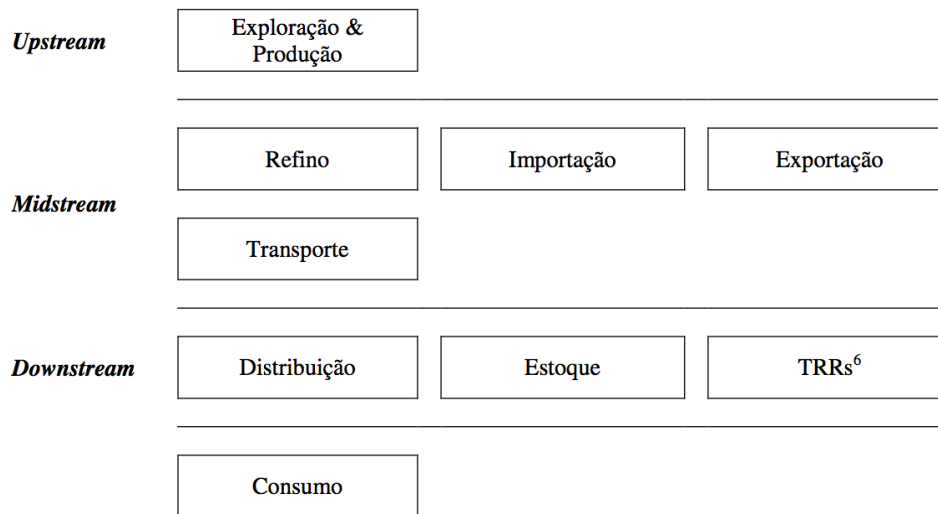 Upstream
Exploração &
Produção
Refino
Importação
Exportação
Midstream
Transporte
Downstream
Distribuição
Estoque
TRRs⁶
Consumo